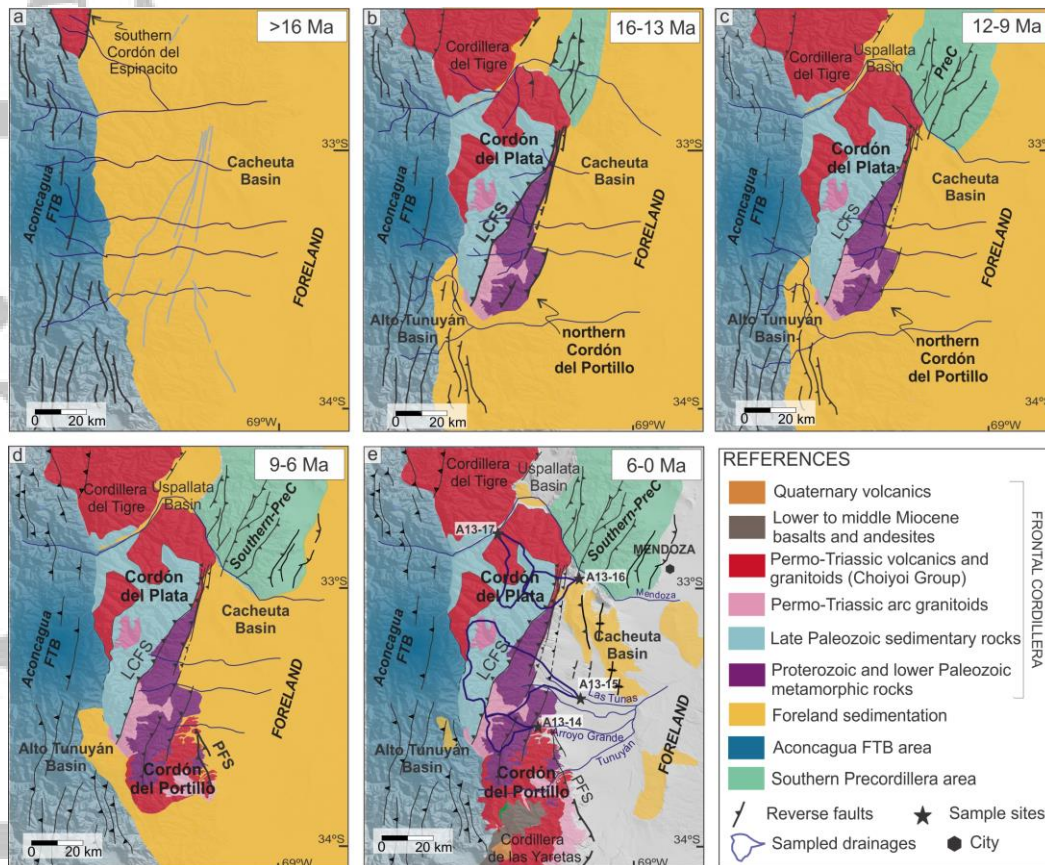 a
>16 Ma
southern
Cordón del
Espinacito
33°S
Cacheuta
Basin
Aconcagua
FTB
FORELAND
34°S
0 20 km
69°W
b
16-13 Ma
Cordillera
del Tigre
Cordón
del Plata
33°S
Cacheuta
Basin
Aconcagua
FTB
LCFS
FORELAND
Alto Tunuyán
Basin
northern
Cordón
del Portillo
34°S
0 20 km
69°W
c
12-9 Ma
Cordillera
del Tigre
Uspallata
Basin
PreC
33°S
Cordón
del Plata
Cacheuta
Basin
Aconcagua
FTB
LCFS
FORELAND
Alto Tunuyán
Basin
northern
Cordón
del Portillo
34°S
0 20 km
69°W
d
9-6 Ma
Cordillera
del Tigre
Uspallata
Basin
Southern-PreC
33°S
Cordón
del Plata
Cacheuta
Basin
Aconcagua
FTB
LCFS
FORELAND
Alto Tunuyán
Basin
PFS
Cordón
del Portillo
34°S
0 20 km
69°W
e
6-0 Ma
Cordillera
del Tigre
Uspallata
Basin
A13-17
Southern-PreC
MENDOZA
33°S
Cordón
del Plata
A13-16
Mendoza
Cacheuta
Basin
Aconcagua
FTB
LCFS
A13-15
Las Tunas
A13-14
Arroyo Grande
Tunuyán
FORELAND
Alto Tunuyán
Basin
PFS
Cordón
del Portillo
34°S
Cordillera
de las Yaretas
0 20 km
69°W
REFERENCES
Quaternary volcanics
Lower to middle Miocene
basalts and andesites
Permo-Triassic volcanics and
granitoids (Choiyoi Group)
Permo-Triassic arc granitoids
Late Paleozoic sedimentary rocks
Proterozoic and lower Paleozoic
metamorphic rocks
FRONTAL CORDILLERA
Foreland sedimentation
Aconcagua FTB area
Southern Precordillera area
Reverse faults
Sample sites
Sampled drainages
City